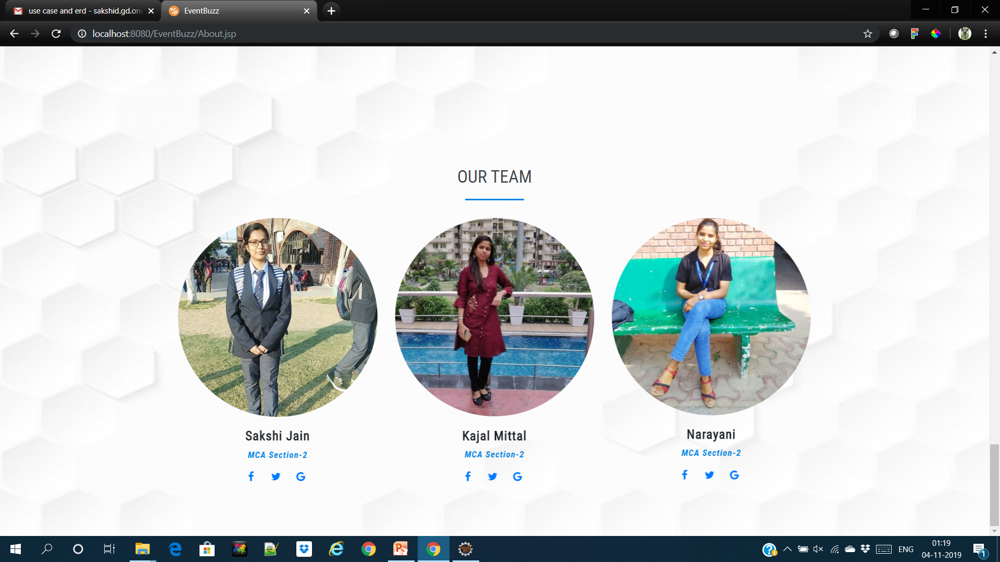 use case and erd - sakshid.gd.on
EventBuzz
localhost:8080/EventBuzz/About.jsp
OUR TEAM
Sakshi Jain
MCA Section-2
Kajal Mittal
MCA Section-2
Narayani
MCA Section-2
ENG
01:19
04-11-2019
1